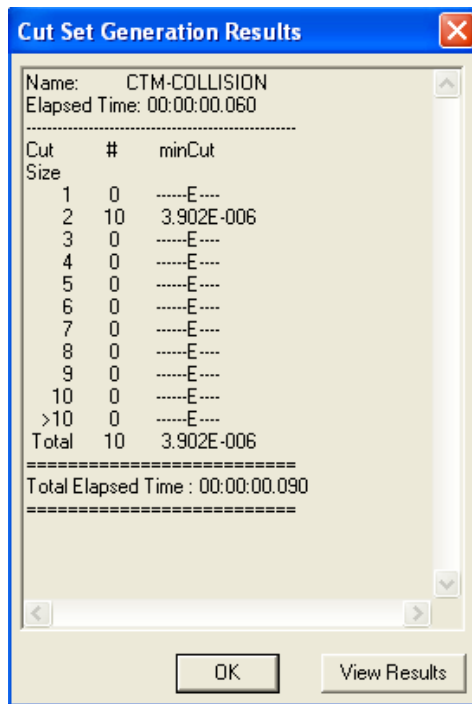 Cut Set Generation Results
Name: CTM-COLLISION
Elapsed Time: 00:00:00.060
--------------------------------------------------
Cut # minCut
Size
1 0 ------E----
2 10 3.902E-006
3 0 ------E----
4 0 ------E----
5 0 ------E----
6 0 ------E----
7 0 ------E----
8 0 ------E----
9 0 ------E----
10 0 ------E----
>10 0 ------E----
Total 10 3.902E-006
===========================
Total Elapsed Time : 00:00:00.090
===========================
OK View Results